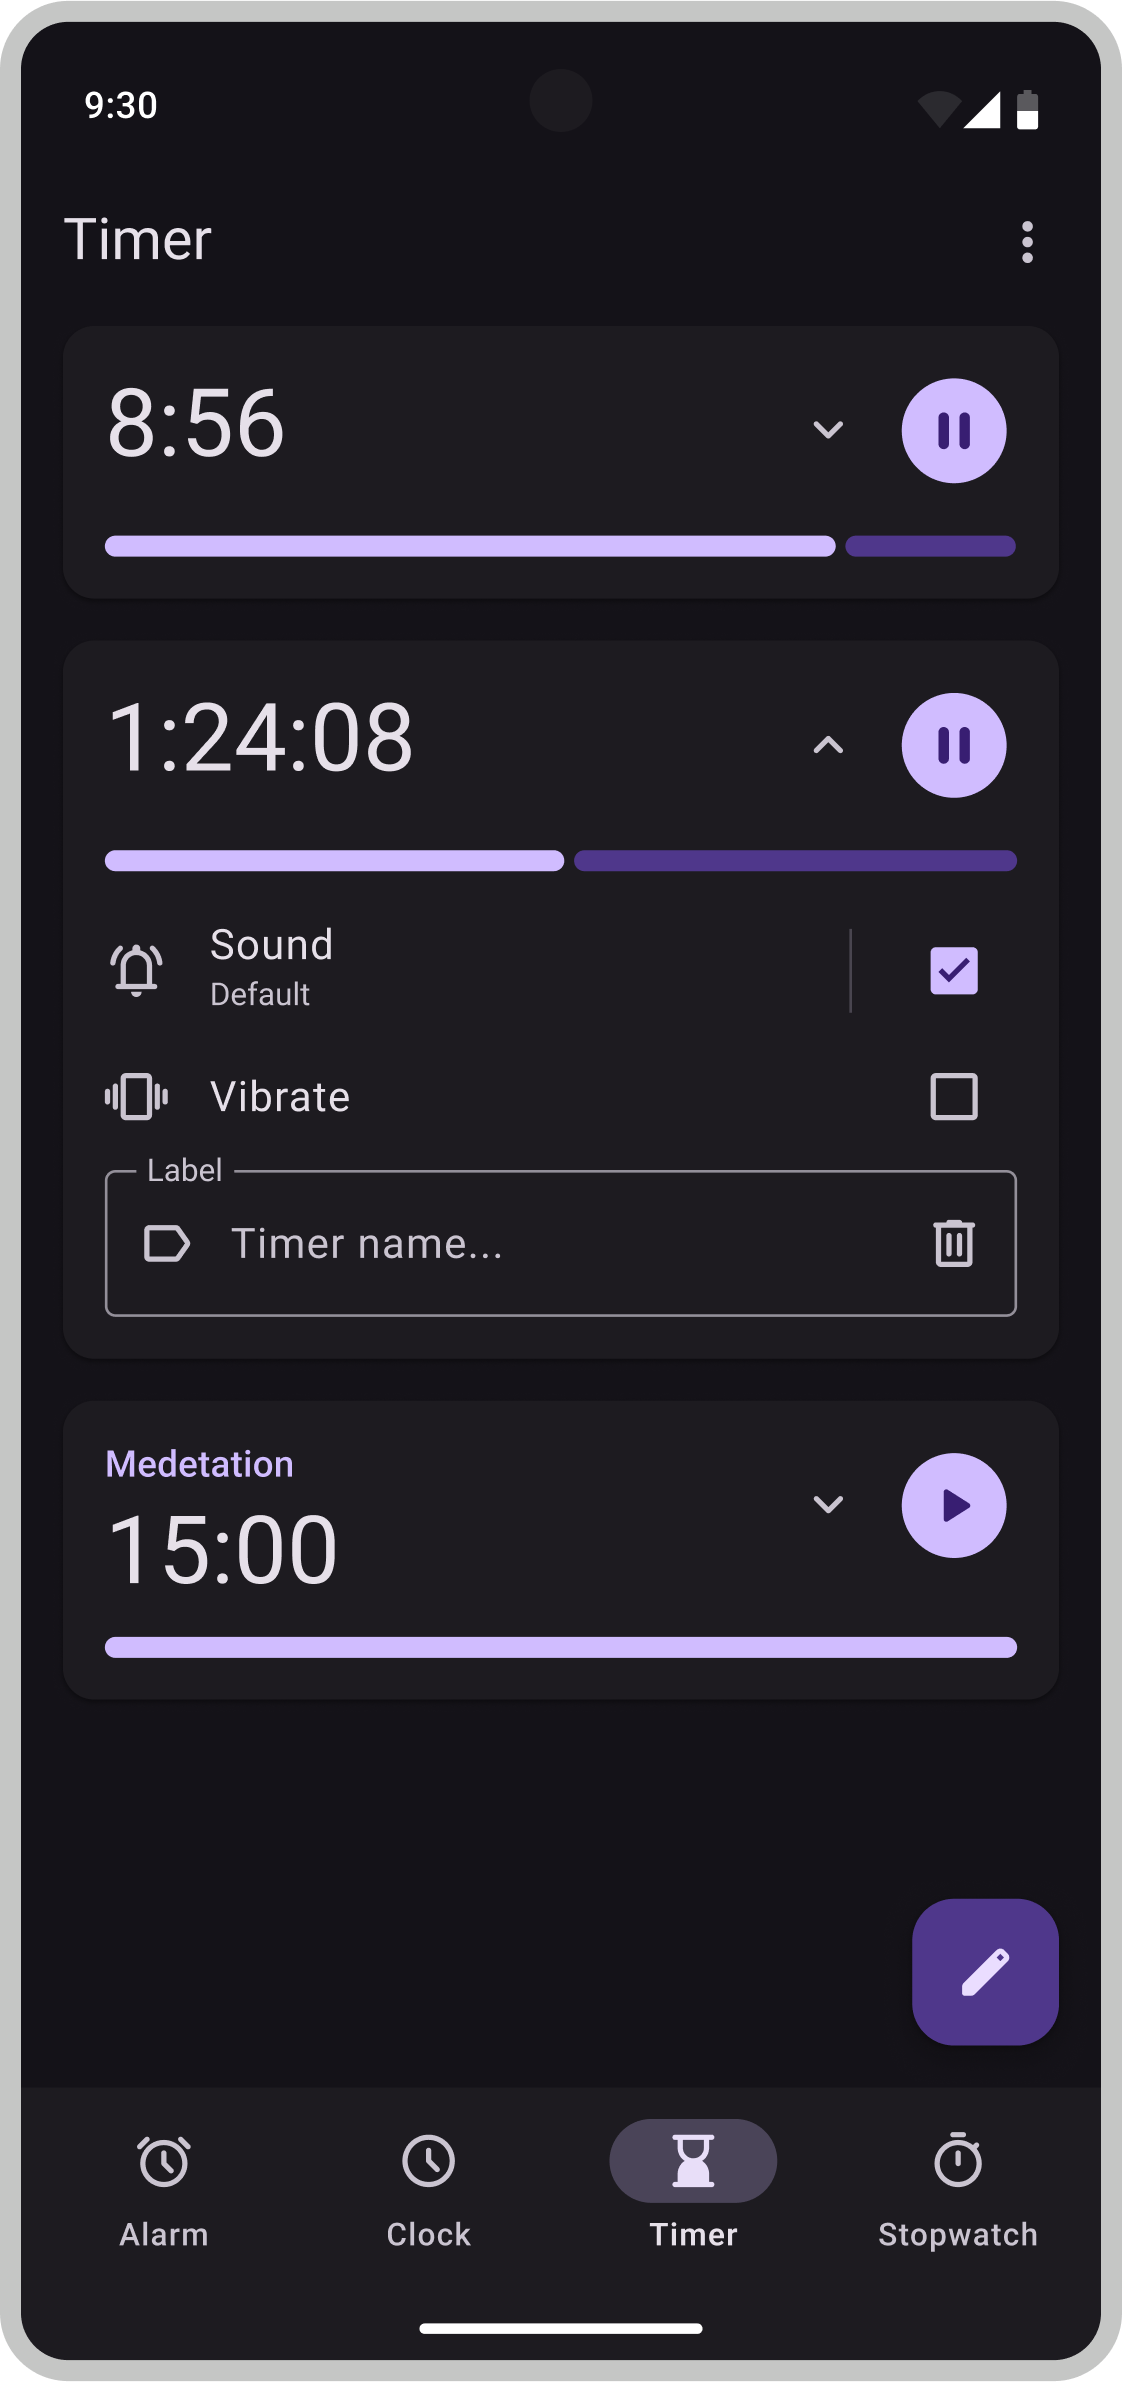 9:30
Timer
8:56
1:24:08
Sound
Default
Vibrate
Label
Timer name...
Medetation
15:00
Alarm
Clock
Timer
Stopwatch